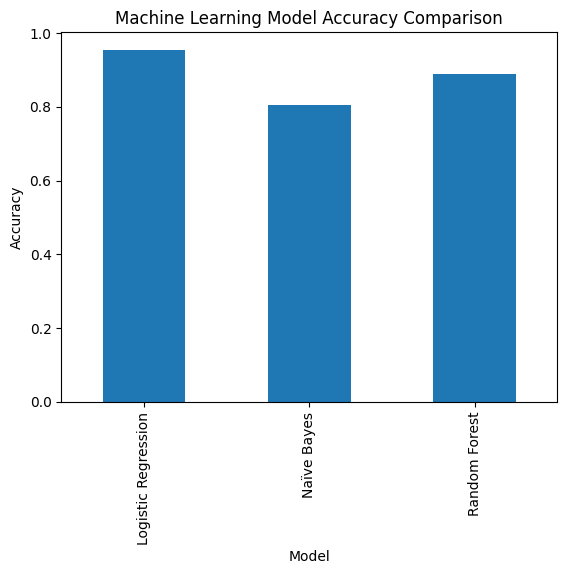 Machine Learning Model Accuracy Comparison
1.0
0.8
0.6
0.4
0.2
0.0
Accuracy
Logistic Regression
Naïve Bayes
Random Forest
Model